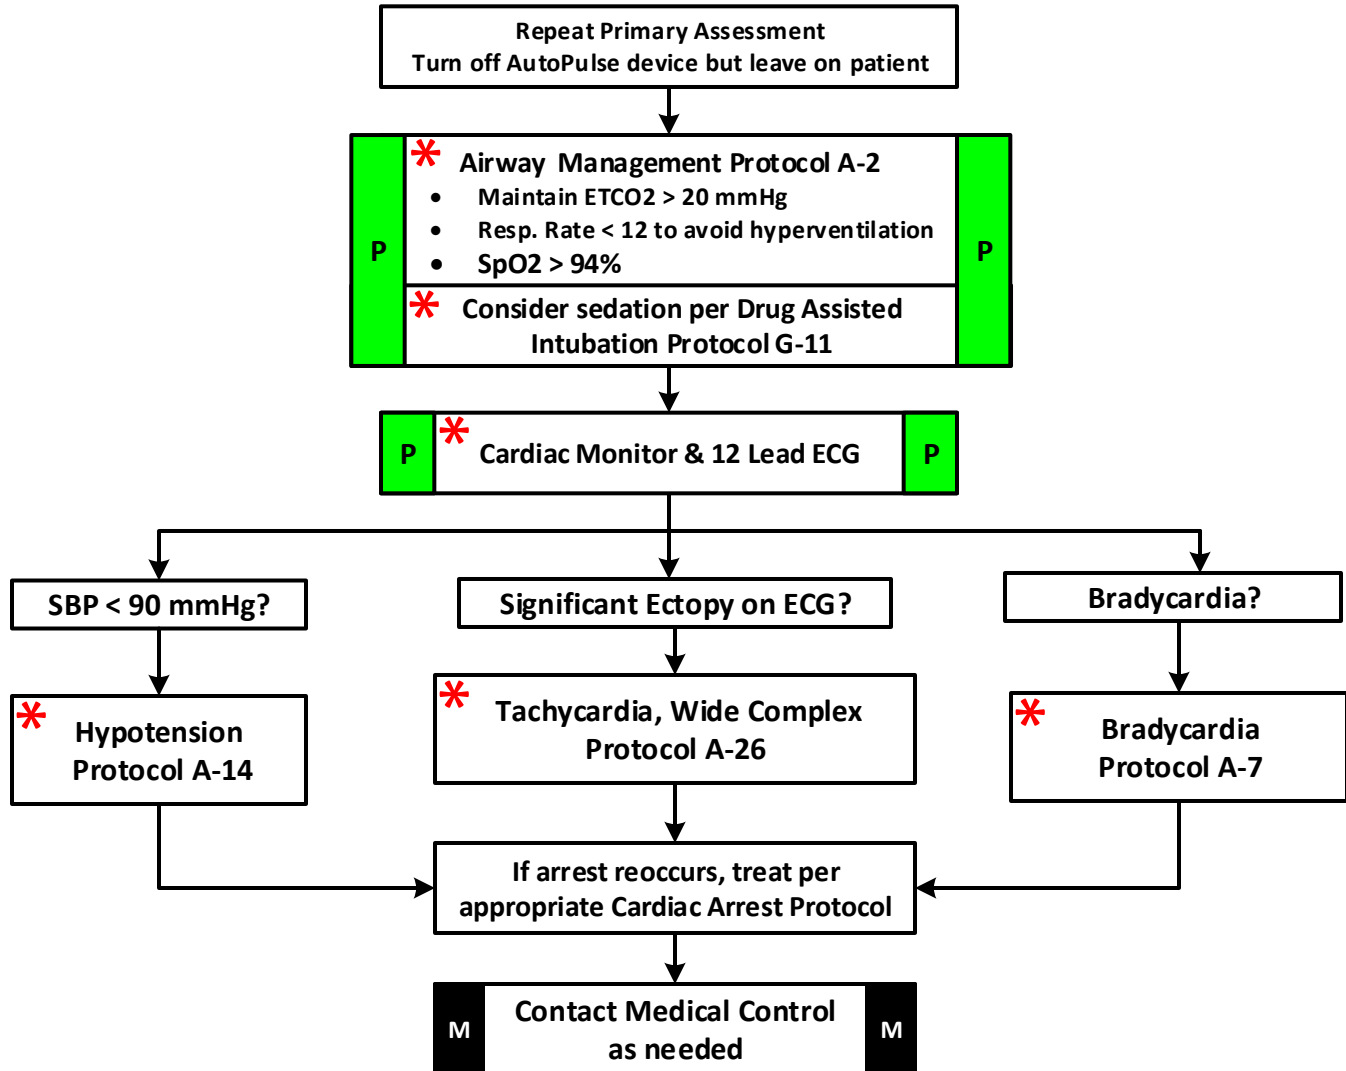 Repeat Primary Assessment
Turn off AutoPulse device but leave on patient
P
P
* Airway Management Protocol A-2
• Maintain ETCO2 > 20 mmHg
• Resp. Rate < 12 to avoid hyperventilation
• SpO2 > 94%
* Consider sedation per Drug Assisted
Intubation Protocol G-11
P
* Cardiac Monitor & 12 Lead ECG
P
SBP < 90 mmHg?
Significant Ectopy on ECG?
Bradycardia?
* Hypotension
Protocol A-14
* Tachycardia, Wide Complex
Protocol A-26
* Bradycardia
Protocol A-7
If arrest reoccurs, treat per
appropriate Cardiac Arrest Protocol
M
Contact Medical Control
as needed
M